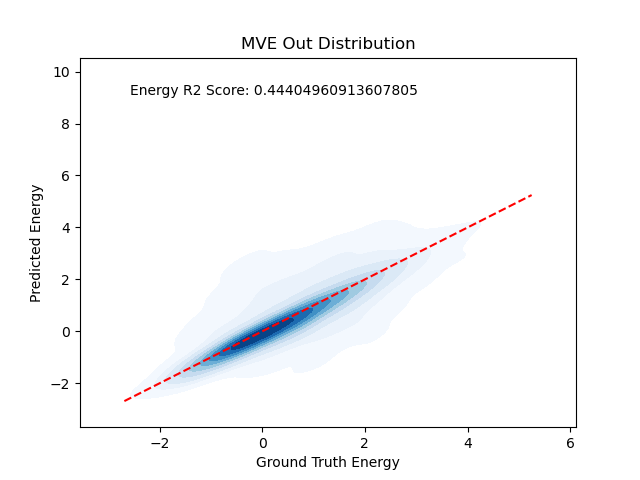 MVE Out Distribution
Energy R2 Score: 0.44404960913607805
Predicted Energy
10
8
6
4
2
0
−2
−2 0 2 4 6
Ground Truth Energy